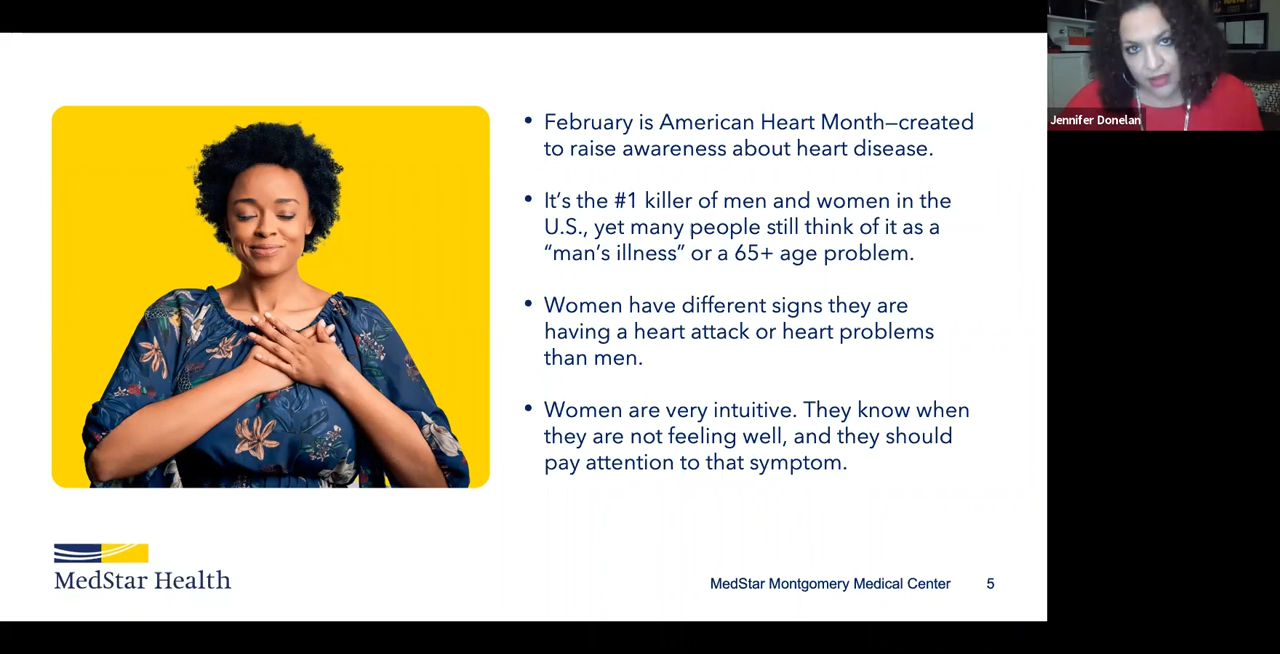 • February is American Heart Month—created
to raise awareness about heart disease.
• It’s the #1 killer of men and women in the
U.S., yet many people still think of it as a
“man’s illness” or a 65+ age problem.
• Women have different signs they are
having a heart attack or heart problems
than men.
• Women are very intuitive. They know when
they are not feeling well, and they should
pay attention to that symptom.
MedStar Health
MedStar Montgomery Medical Center 5
Jennifer Donelan